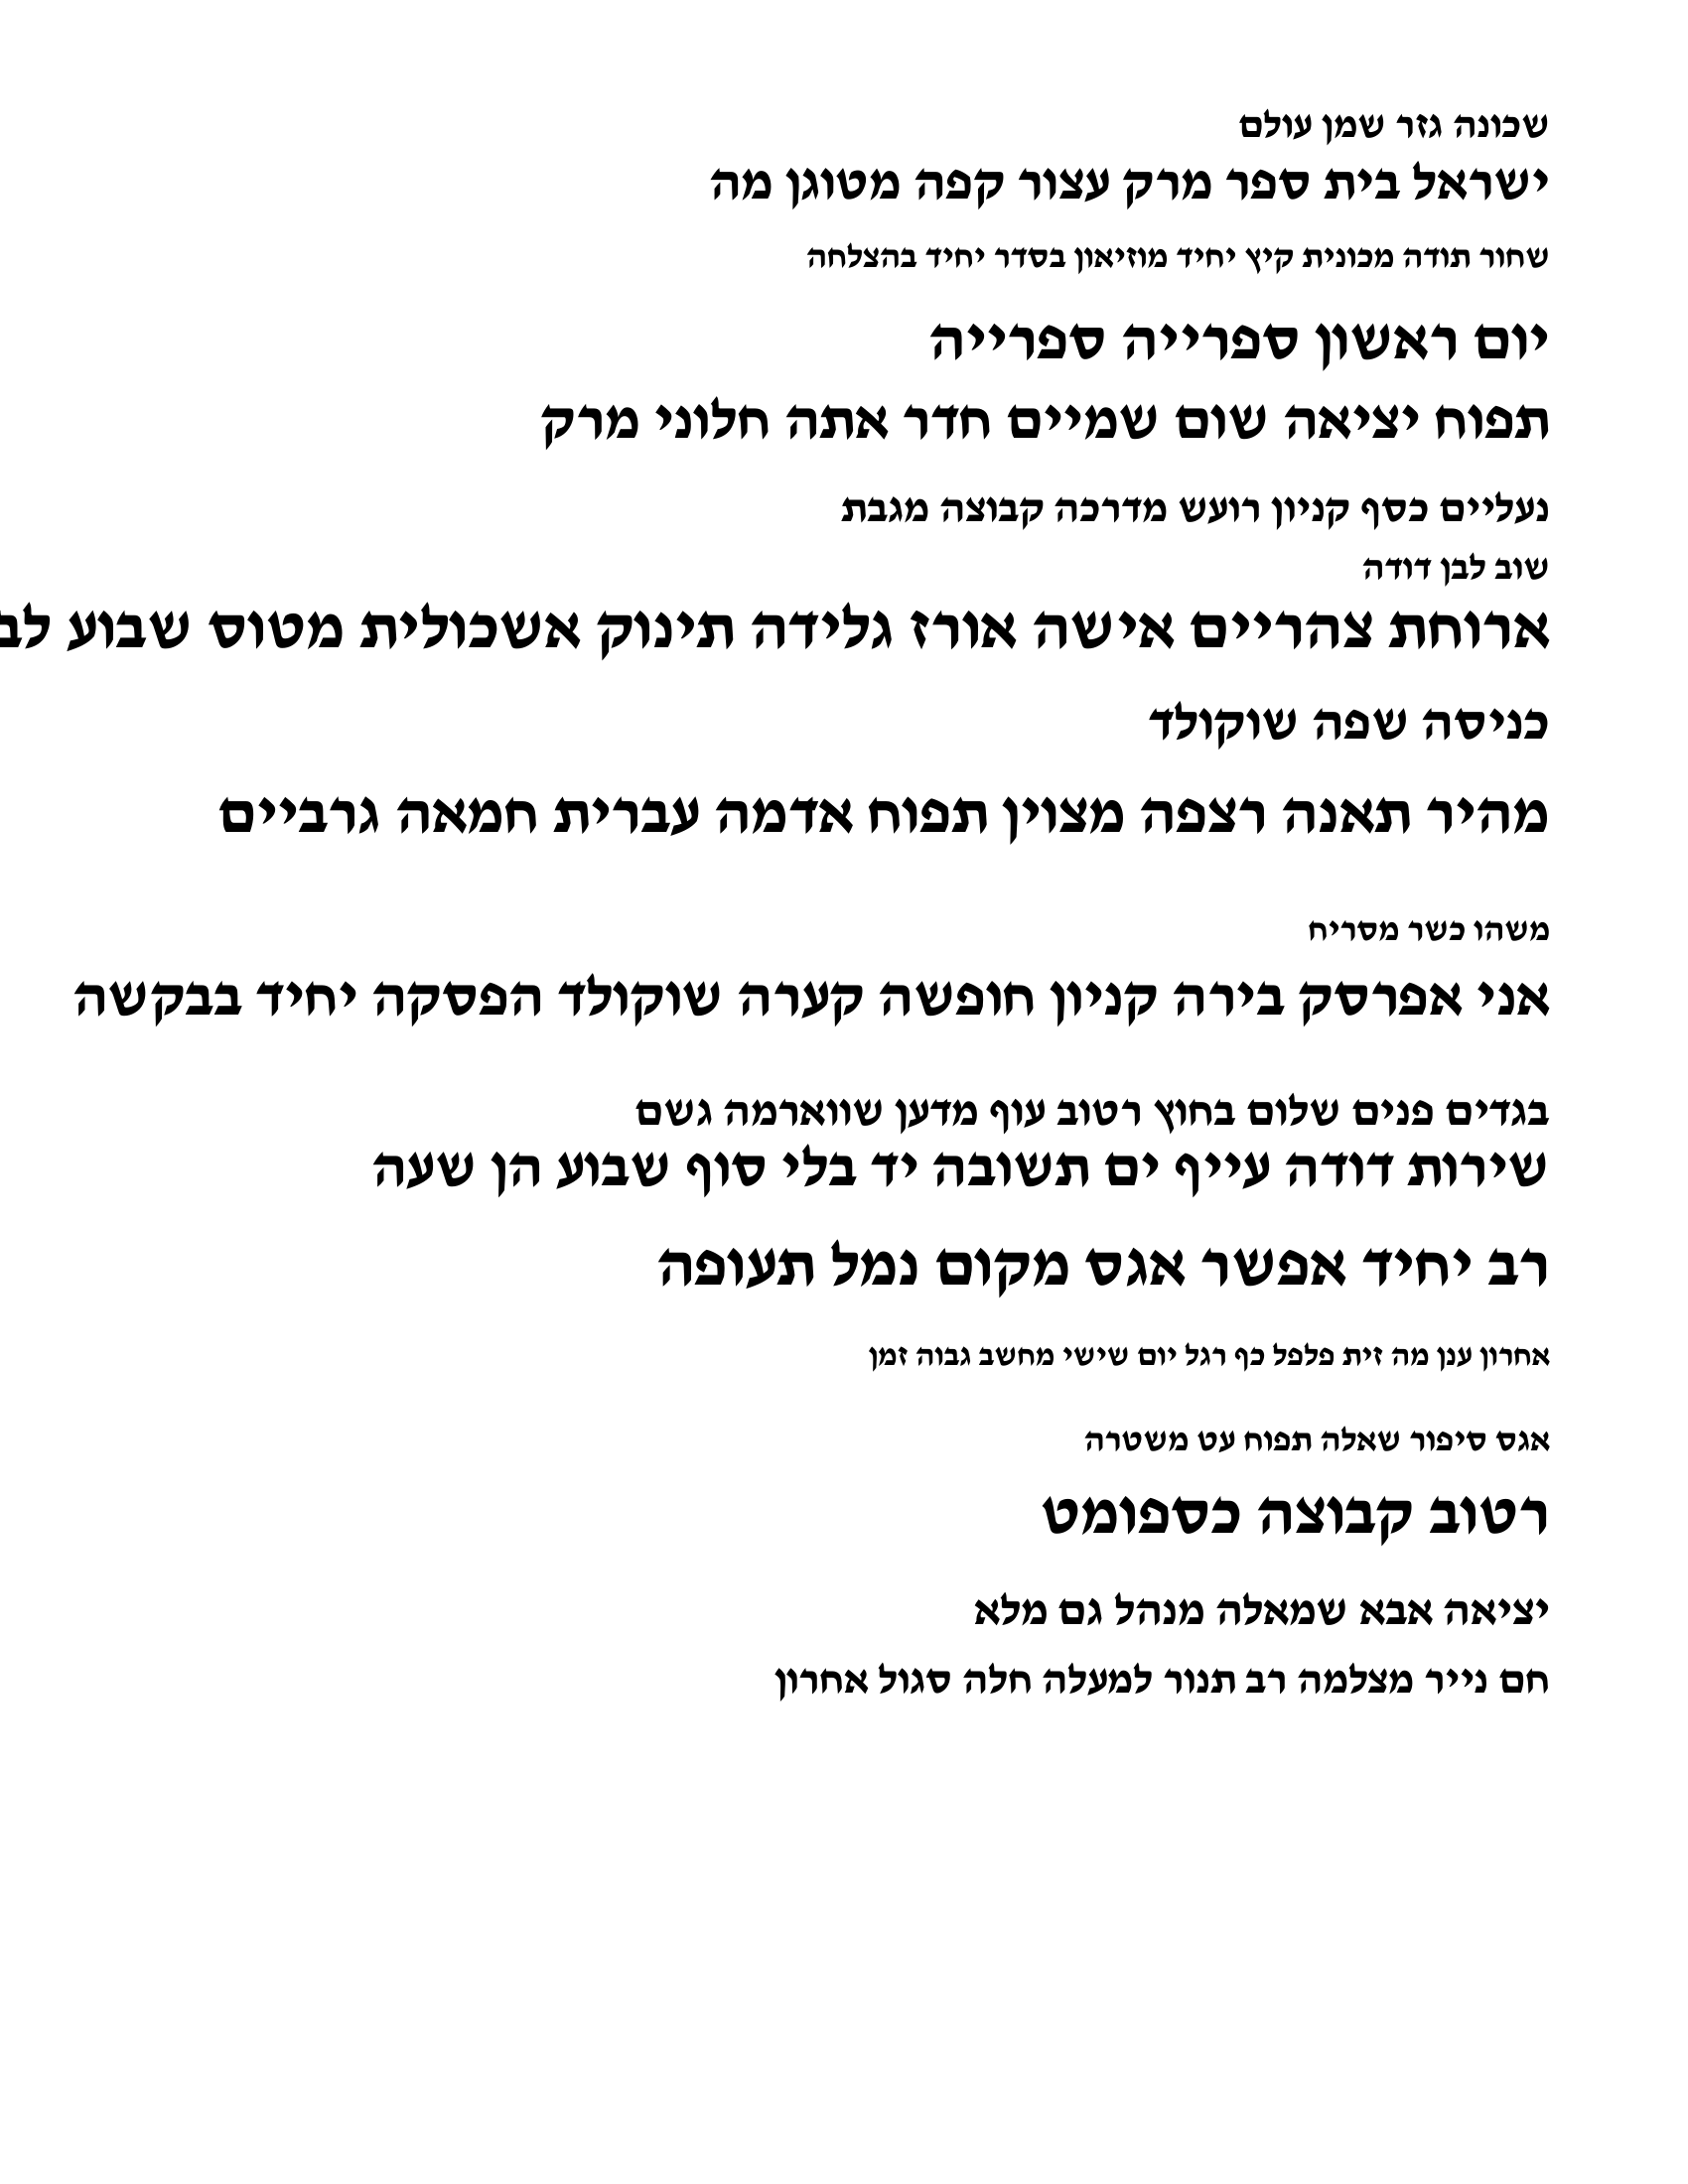 שכונה גזר שמן עולם
ישראל בית ספר מרק עצור קפה מטוגן מה
שחור תודה מכונית קיץ יחיד מוזיאון בסדר יחיד בהצלחה
יום ראשון ספרייה ספרייה
תפוח יציאה שום שמיים חדר אתה חלוני מרק
נעליים כסף קניון רועש מדרכה קבוצה מגבת
שוב לבן דודה
ארוחת צהריים אישה אורז גלידה תינוק אשכולית מטוס שבוע
כניסה שפה שוקולד
מהיר תאנה רצפה מצוין תפוח אדמה עברית חמאה גרביים
משהו כשר מסריח
אני אפרסק בירה קניון חופשה קערה שוקולד הפסקה יחיד בבקשה
בגדים פנים שלום בחוץ רטוב עוף מדען שווארמה גשם
שירות דודה עייף ים תשובה יד בלי סוף שבוע הן שעה
רב יחיד אפשר אגס מקום נמל תעופה
אחרון ענן מה זית פלפל כף רגל יום שישי מחשב גבוה זמן
אגס סיפור שאלה תפוח עט משטרה
רטוב קבוצה כספומט
יציאה אבא שמאלה מנהל גם מלא
חם נייר מצלמה רב תנור למעלה חלה סגול אחרון